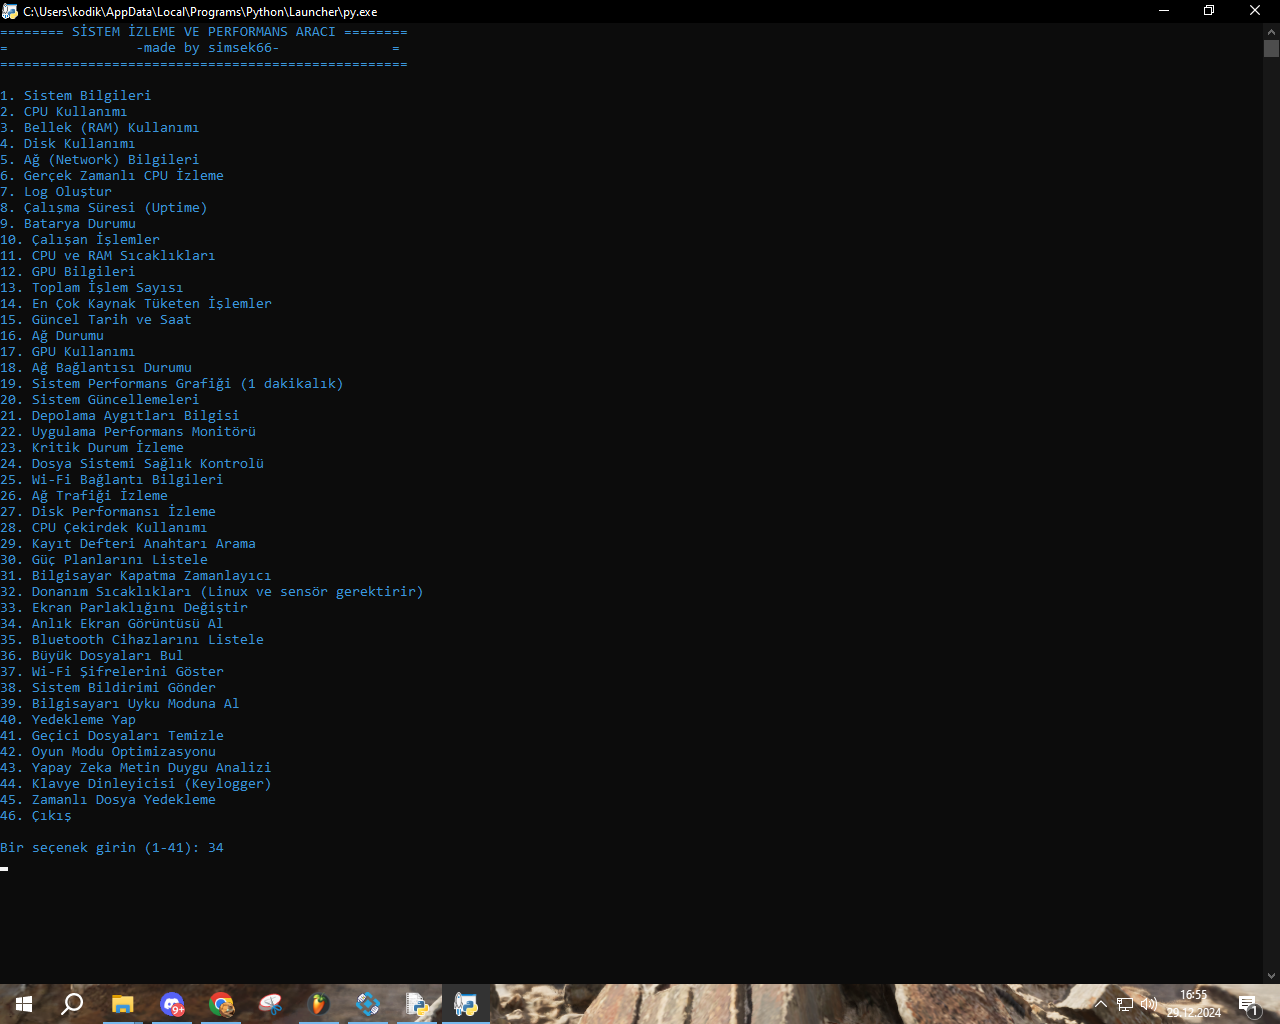 C:\Users\kodik\AppData\Local\Programs\Python\Launcher\py.exe
======== SİSTEM İZLEME VE PERFORMANS ARACI ========
= -made by simsek66- =
===================================================
1. Sistem Bilgileri
2. CPU Kullanımı
3. Bellek (RAM) Kullanımı
4. Disk Kullanımı
5. Ağ (Network) Bilgileri
6. Gerçek Zamanlı CPU İzleme
7. Log Oluştur
8. Çalışma Süresi (Uptime)
9. Batarya Durumu
10. Çalışan İşlemler
11. CPU ve RAM Sıcaklıkları
12. GPU Bilgileri
13. Toplam İşlem Sayısı
14. En Çok Kaynak Tüketen İşlemler
15. Güncel Tarih ve Saat
16. Ağ Durumu
17. GPU Kullanımı
18. Ağ Bağlantısı Durumu
19. Sistem Performans Grafiği (1 dakikalık)
20. Sistem Güncellemeleri
21. Depolama Aygıtları Bilgisi
22. Uygulama Performans Monitörü
23. Kritik Durum İzleme
24. Dosya Sistemi Sağlık Kontrolü
25. Wi-Fi Bağlantı Bilgileri
26. Ağ Trafiği İzleme
27. Disk Performansı İzleme
28. CPU Çekirdek Kullanımı
29. Kayıt Defteri Anahtarı Arama
30. Güç Planlarını Listele
31. Bilgisayar Kapatma Zamanlayıcı
32. Donanım Sıcaklıkları (Linux ve sensör gerektirir)
33. Ekran Parlaklığını Değiştir
34. Anlık Ekran Görüntüsü Al
35. Bluetooth Cihazlarını Listele
36. Büyük Dosyaları Bul
37. Wi-Fi Şifrelerini Göster
38. Sistem Bildirimi Gönder
39. Bilgisayarı Uyku Moduna Al
40. Yedekleme Yap
41. Geçici Dosyaları Temizle
42. Oyun Modu Optimizasyonu
43. Yapay Zeka Metin Duygu Analizi
44. Klavye Dinleyicisi (Keylogger)
45. Zamanlı Dosya Yedekleme
46. Çıkış
Bir seçenek girin (1-41): 34
9+
16:55
29.12.2024
1